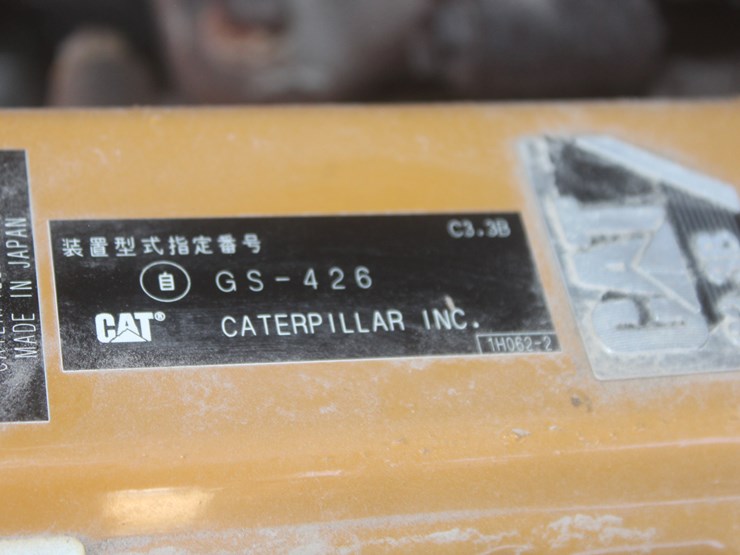 MADE IN JAPAN
装置型式指定番号
C3.3B
自 GS-426
CAT® CATERPILLAR INC.
1H062-2
CAT